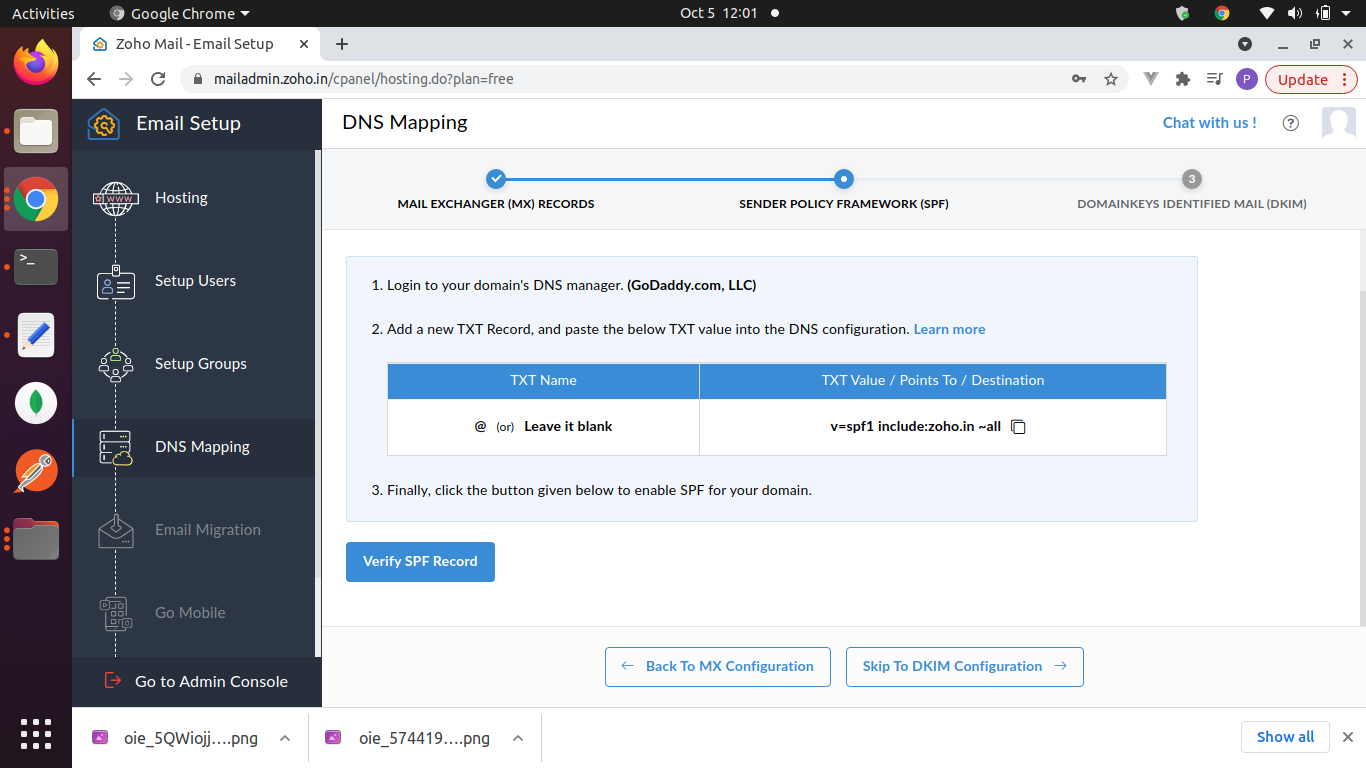 Activities Google Chrome Oct 5 12:01
Zoho Mail - Email Setup
mailadmin.zoho.in/cpanel/hosting.do?plan=free P Update
Email Setup
DNS Mapping
Chat with us !
?
Hosting
Setup Users
Setup Groups
DNS Mapping
Email Migration
Go Mobile
Go to Admin Console
WWW
>_
3
MAIL EXCHANGER (MX) RECORDS
SENDER POLICY FRAMEWORK (SPF)
DOMAINKEYS IDENTIFIED MAIL (DKIM)
1. Login to your domain's DNS manager. (GoDaddy.com, LLC)
2. Add a new TXT Record, and paste the below TXT value into the DNS configuration. Learn more
TXT Name TXT Value / Points To / Destination
@ (or) Leave it blank v=spf1 include:zoho.in ~all
3. Finally, click the button given below to enable SPF for your domain.
Verify SPF Record
← Back To MX Configuration Skip To DKIM Configuration →
oie_5QWiojj....png oie_574419....png Show all